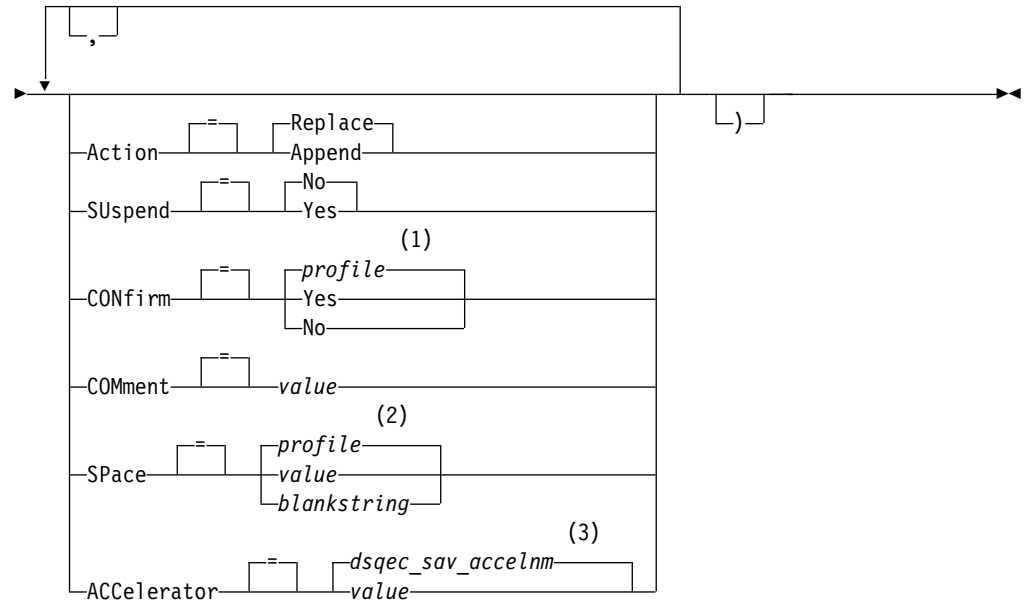 ,
)
=
Replace
Action
Append
=
No
SUspend
Yes
(1)
=
profile
CONfirm
Yes
No
=
COMment
value
(2)
=
profile
SPace
value
blankstring
(3)
=
dsqec_sav_accelnm
ACCelerator
value